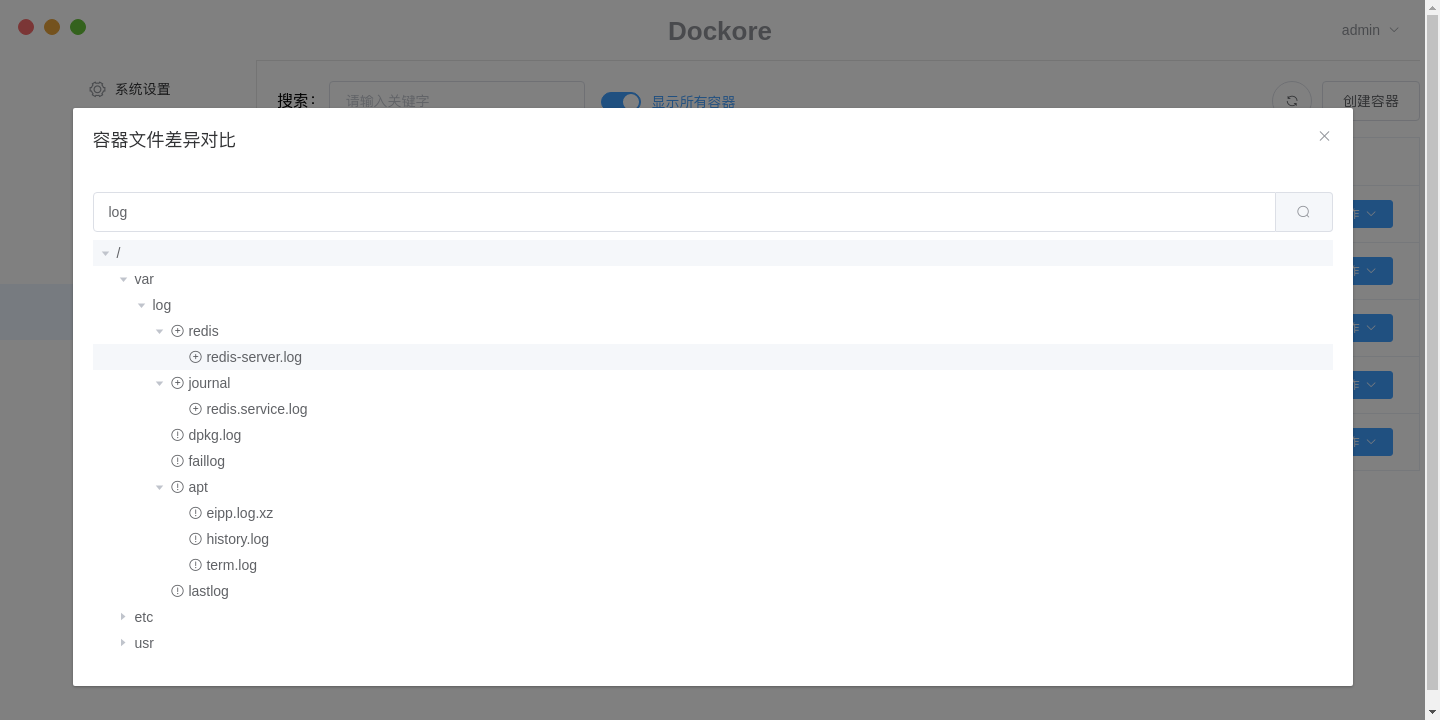 Dockore
admin
系统设置
搜索：
请输入关键字
显示所有容器
创建容器
容器文件差异对比
log
/
var
log
redis
redis-server.log
journal
redis.service.log
dpkg.log
faillog
apt
eipp.log.xz
history.log
term.log
lastlog
etc
usr